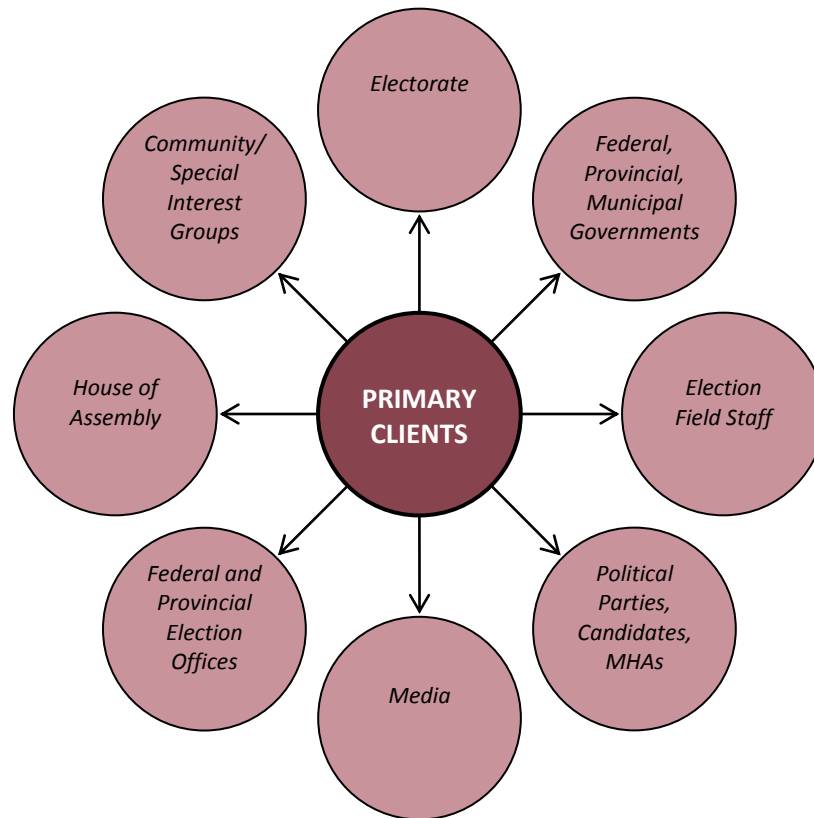 Electorate
Community/
Special
Interest
Groups
Federal,
Provincial,
Municipal
Governments
House of
Assembly
PRIMARY
CLIENTS
Election
Field Staff
Federal and
Provincial
Election
Offices
Political
Parties,
Candidates,
MHAs
Media